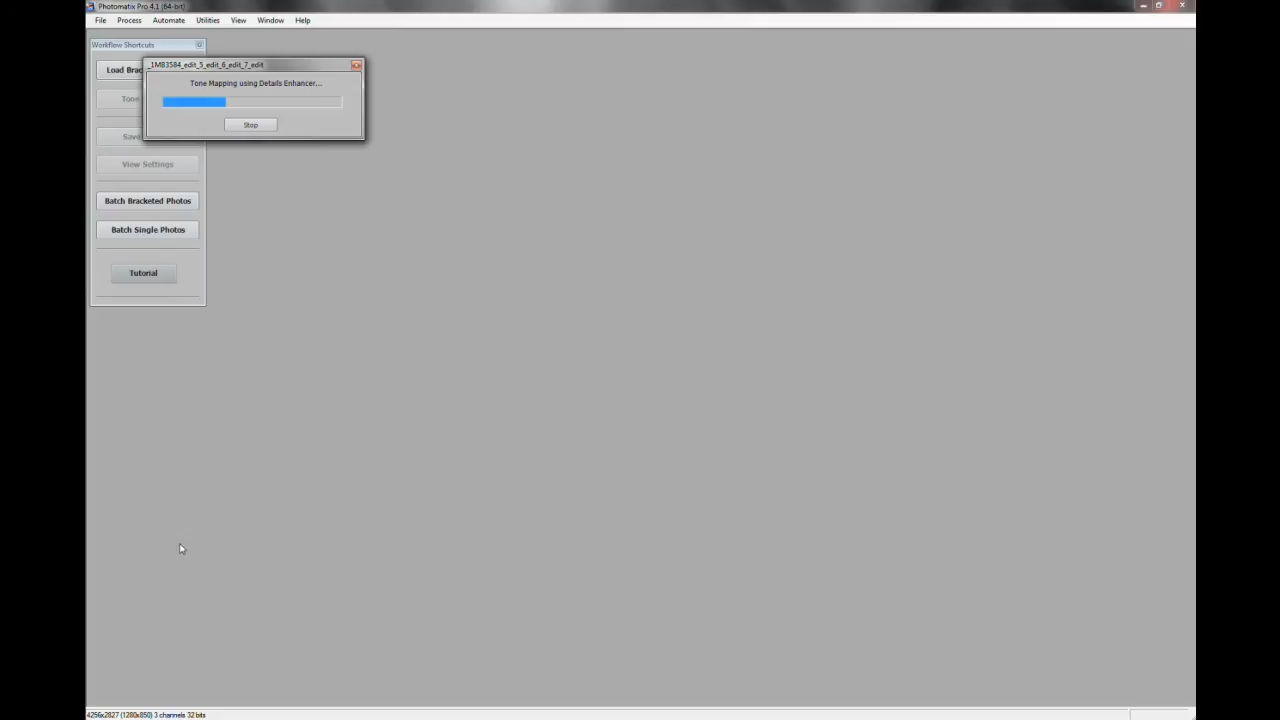 Photomatix Pro 4.1 (64-bit)
File Process Automate Utilities View Window Help
Workflow Shortcuts
_1MB3584_edit_5_edit_6_edit_7_edit
Load Brac
Tone Mapping using Details Enhancer...
Tone
Stop
Save
View Settings
Batch Bracketed Photos
Batch Single Photos
Tutorial
4256x2827 (1280x850) 3 channels 32 bits